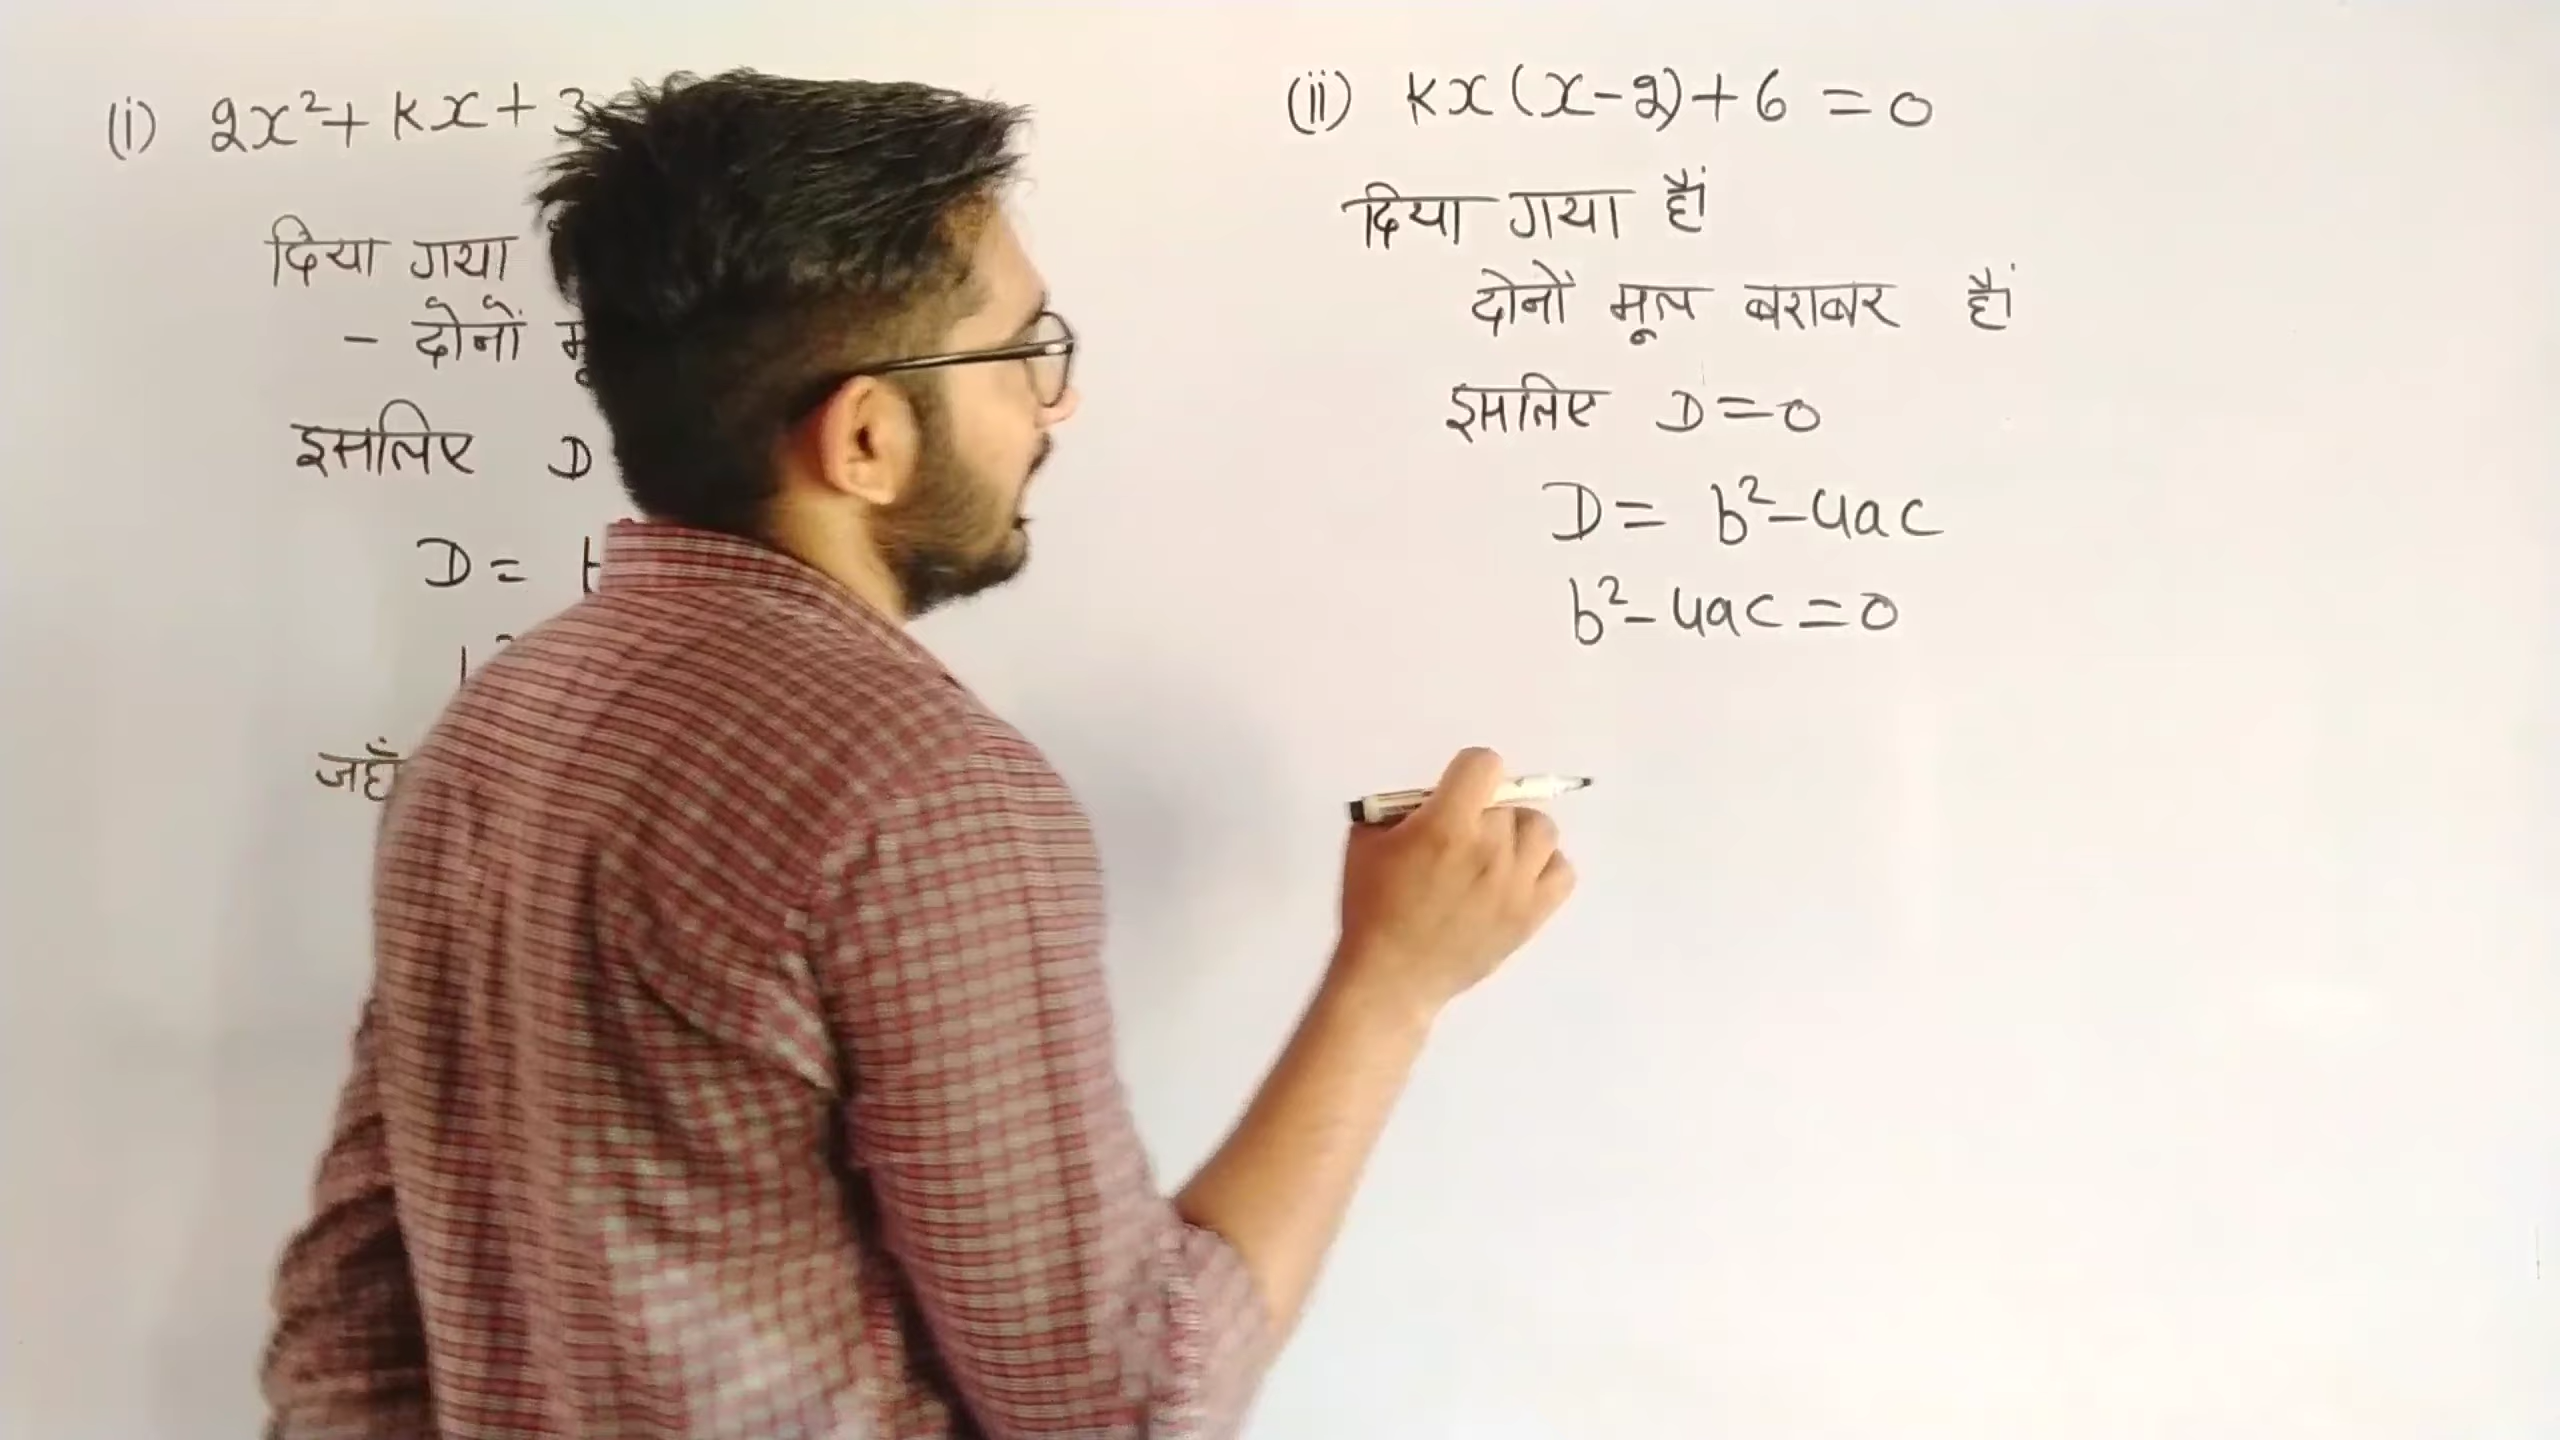 (i) 2x²+ kx + 3
दिया गया
- दोनों
इसलिए D
D =
जहाँ
(ii) kx(x-2)+6 = 0
दिया गया हैं
दोनों मूल बराबर हैं
इसलिए D=0
D= b²-4ac
b²-4ac=0